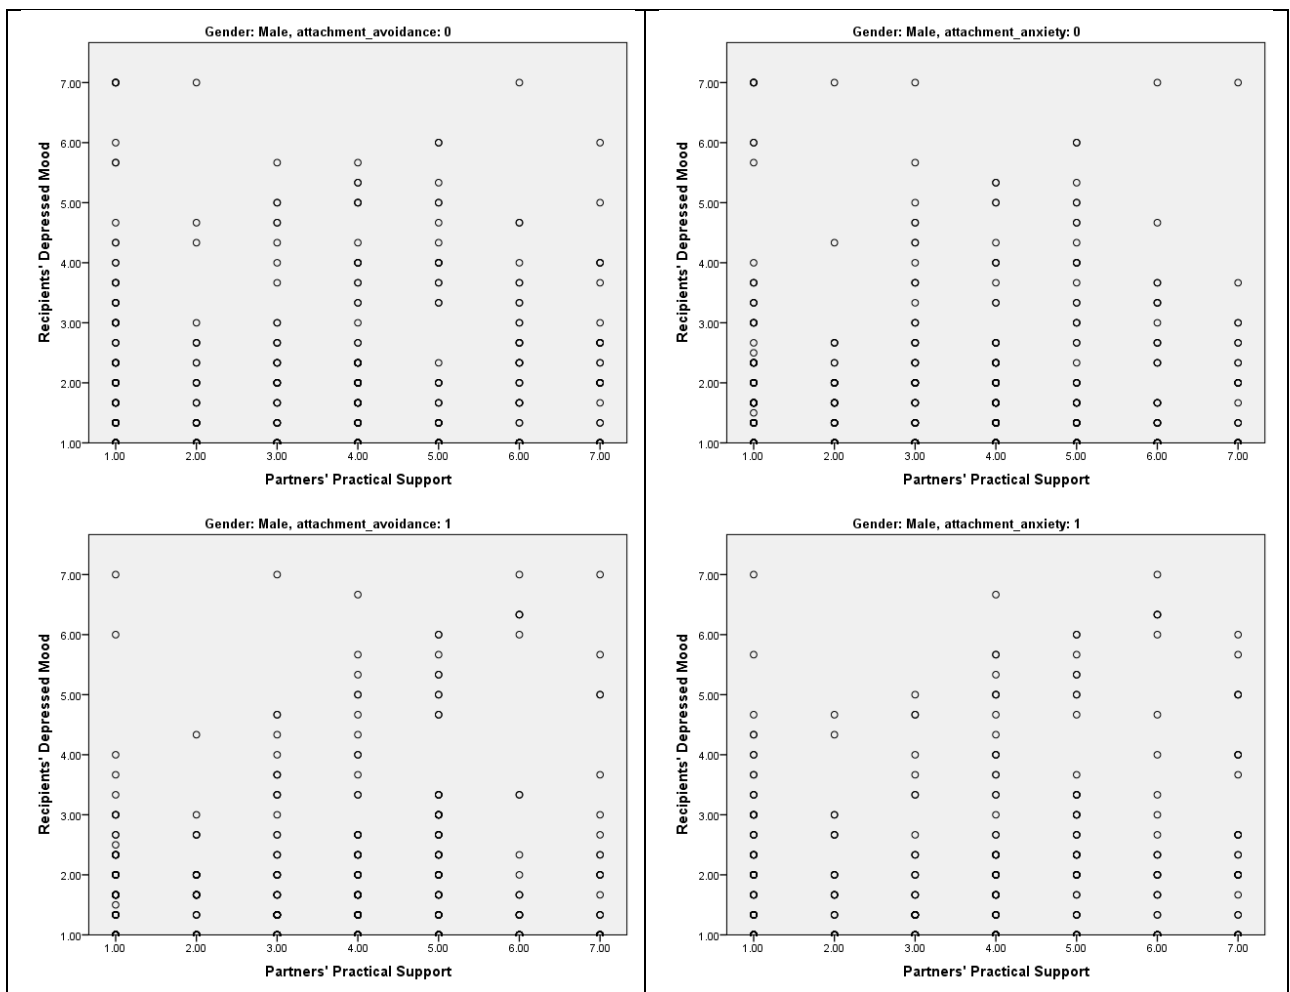 Gender: Male, attachment_avoidance: 0
Recipients' Depressed Mood
7.00
6.00
5.00
4.00
3.00
2.00
1.00
1.00 2.00 3.00 4.00 5.00 6.00 7.00
Partners' Practical Support
Gender: Male, attachment_anxiety: 0
Recipients' Depressed Mood
7.00
6.00
5.00
4.00
3.00
2.00
1.00
1.00 2.00 3.00 4.00 5.00 6.00 7.00
Partners' Practical Support
Gender: Male, attachment_avoidance: 1
Recipients' Depressed Mood
7.00
6.00
5.00
4.00
3.00
2.00
1.00
1.00 2.00 3.00 4.00 5.00 6.00 7.00
Partners' Practical Support
Gender: Male, attachment_anxiety: 1
Recipients' Depressed Mood
7.00
6.00
5.00
4.00
3.00
2.00
1.00
1.00 2.00 3.00 4.00 5.00 6.00 7.00
Partners' Practical Support